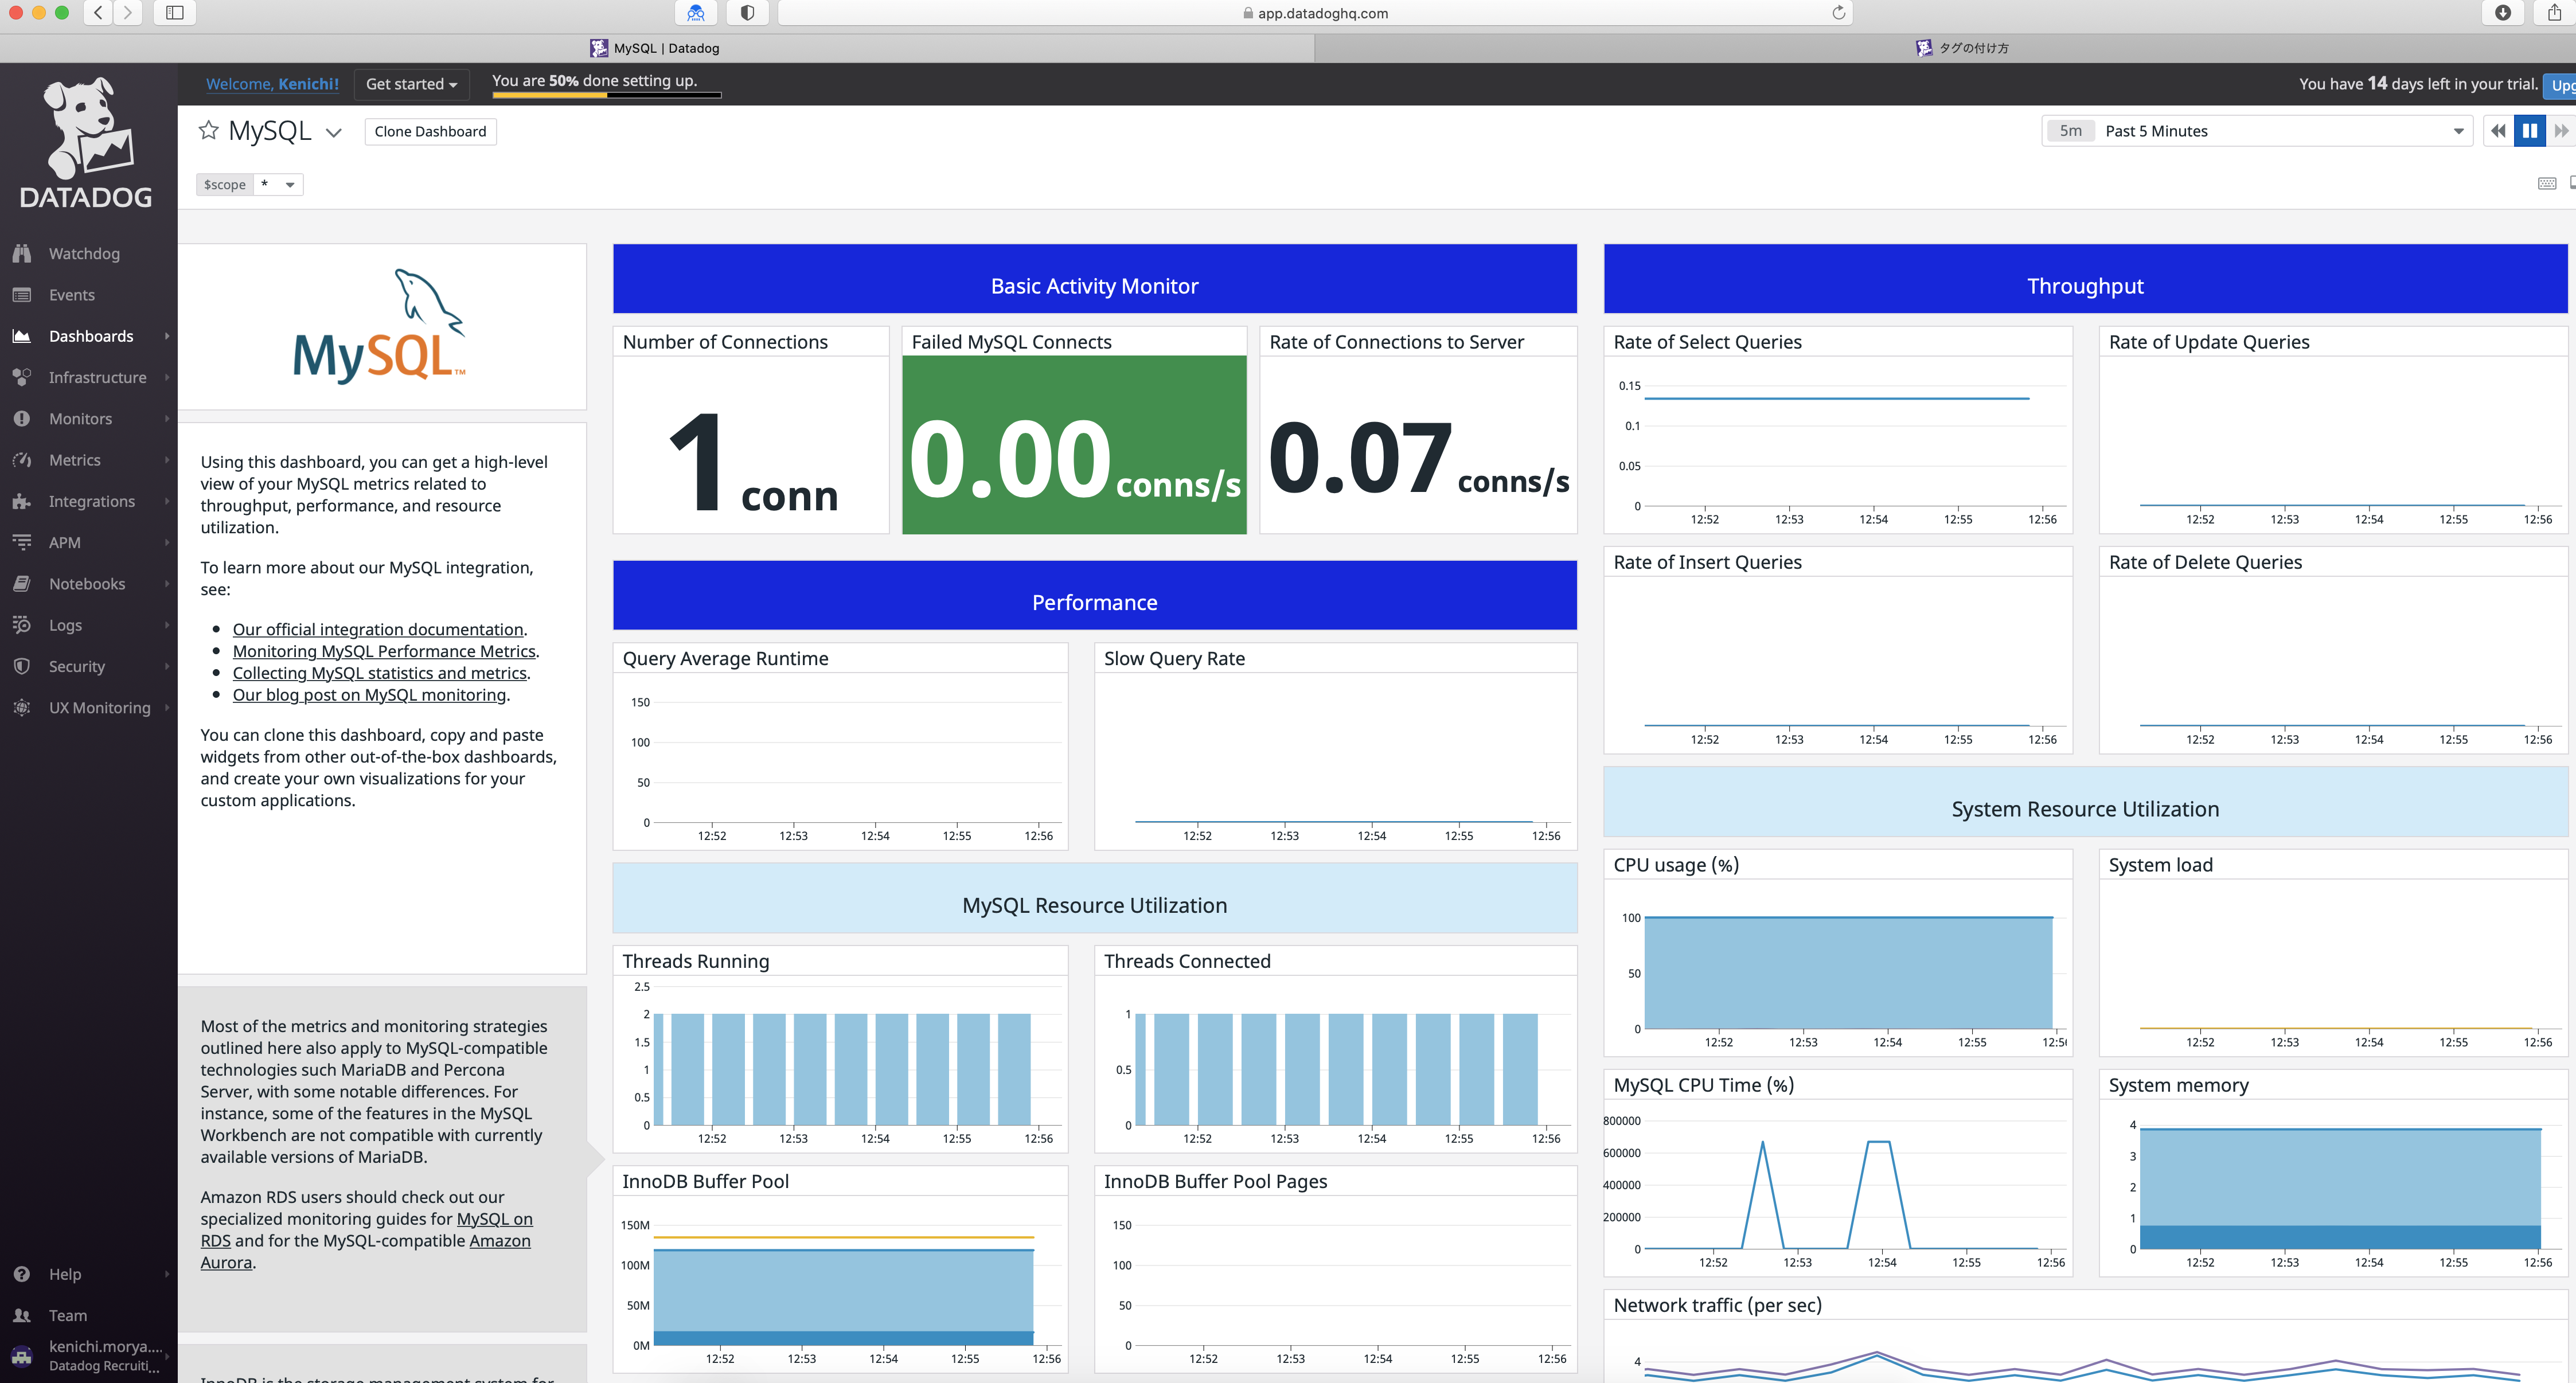 app.datadoghq.com
MySQL | Datadog
タグの付け方
DATADOG
Welcome, Kenichi!
Get started
You are 50% done setting up.
You have 14 days left in your trial.
Upg
MySQL
Clone Dashboard
5m Past 5 Minutes
$scope *
Watchdog
Events
Dashboards
Infrastructure
Monitors
Metrics
Integrations
APM
Notebooks
Logs
Security
UX Monitoring
Help
Team
kenichi.morya....
Datadog Recruiti...
MySQL™
Using this dashboard, you can get a high-level
view of your MySQL metrics related to
throughput, performance, and resource
utilization.
To learn more about our MySQL integration,
see:
• Our official integration documentation.
• Monitoring MySQL Performance Metrics.
• Collecting MySQL statistics and metrics.
• Our blog post on MySQL monitoring.
You can clone this dashboard, copy and paste
widgets from other out-of-the-box dashboards,
and create your own visualizations for your
custom applications.
Most of the metrics and monitoring strategies
outlined here also apply to MySQL-compatible
technologies such MariaDB and Percona
Server, with some notable differences. For
instance, some of the features in the MySQL
Workbench are not compatible with currently
available versions of MariaDB.
Amazon RDS users should check out our
specialized monitoring guides for MySQL on
RDS and for the MySQL-compatible Amazon
Aurora.
InnoDB is the storage management system for
Basic Activity Monitor
Number of Connections
1 conn
Failed MySQL Connects
0.00 conns/s
Rate of Connections to Server
0.07 conns/s
Performance
Query Average Runtime
150
100
50
0
12:52 12:53 12:54 12:55 12:56
Slow Query Rate
12:52 12:53 12:54 12:55 12:56
MySQL Resource Utilization
Threads Running
2.5
2
1.5
1
0.5
0
12:52 12:53 12:54 12:55 12:56
Threads Connected
1
0.5
0
12:52 12:53 12:54 12:55 12:56
InnoDB Buffer Pool
150M
100M
50M
0M
12:52 12:53 12:54 12:55 12:56
InnoDB Buffer Pool Pages
150
100
50
0
12:52 12:53 12:54 12:55 12:56
Throughput
Rate of Select Queries
0.15
0.1
0.05
0
12:52 12:53 12:54 12:55 12:56
Rate of Update Queries
12:52 12:53 12:54 12:55 12:56
Rate of Insert Queries
12:52 12:53 12:54 12:55 12:56
Rate of Delete Queries
12:52 12:53 12:54 12:55 12:56
System Resource Utilization
CPU usage (%)
100
50
0
12:52 12:53 12:54 12:55 12:5
System load
12:52 12:53 12:54 12:55 12:56
MySQL CPU Time (%)
800000
600000
400000
200000
0
12:52 12:53 12:54 12:55 12:56
System memory
4
3
2
1
0
12:52 12:53 12:54 12:55 12:56
Network traffic (per sec)
4